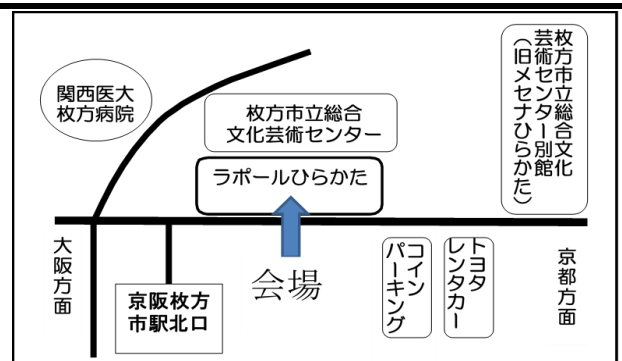 関西医大
枚方病院
枚方市立総合
文化芸術センター
ラポールひらかた
枚方市立総合文化
芸術センター別館
（旧メセナひらかた）
大阪方面
京阪枚方
市駅北口
会場
コイン
パーキング
トヨタ
レンタカー
京都方面